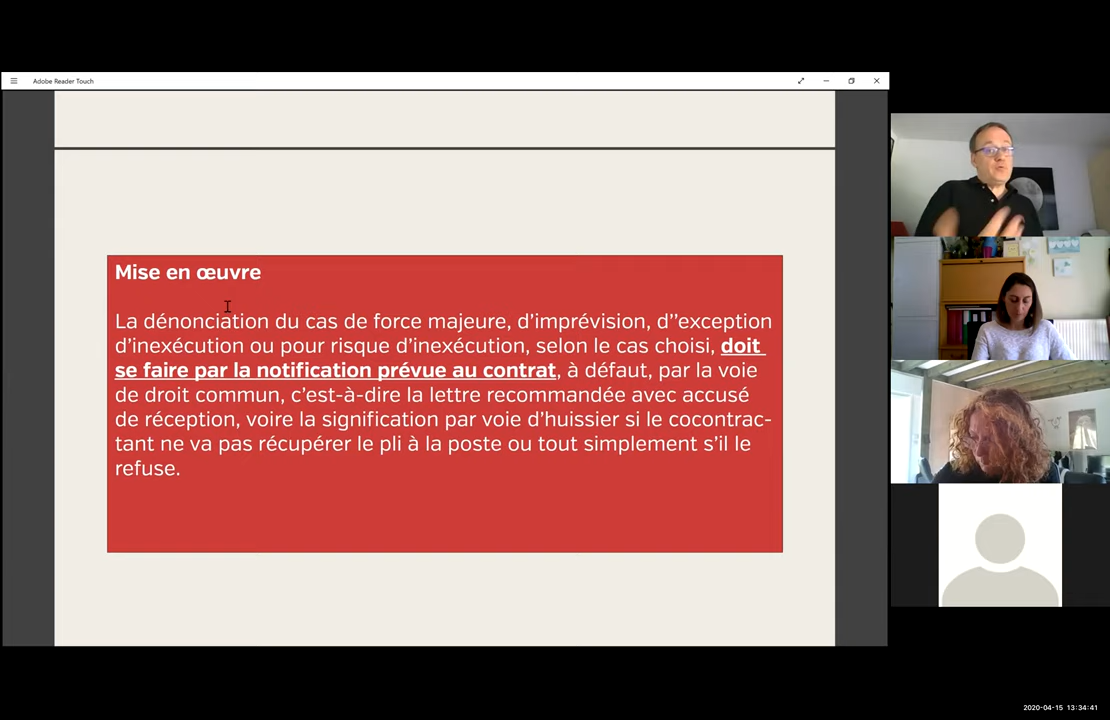 Adobe Reader Touch
Mise en œuvre
La dénonciation du cas de force majeure, d'imprévision, d''exception
d'inexécution ou pour risque d'inexécution, selon le cas choisi, doit
se faire par la notification prévue au contrat, à défaut, par la voie
de droit commun, c'est-à-dire la lettre recommandée avec accusé
de réception, voire la signification par voie d'huissier si le cocontrac-
tant ne va pas récupérer le pli à la poste ou tout simplement s'il le
refuse.
2020-04-15 13:34:41